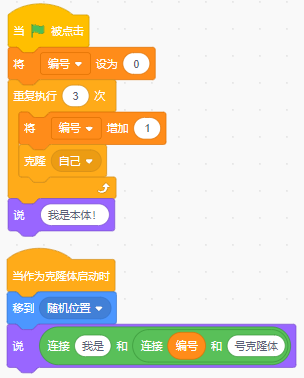 当 被点击
将 编号 设为 0
重复执行 3 次
将 编号 增加 1
克隆 自己
说 我是本体！
当作为克隆体启动时
移到 随机位置
说 连接 我是 和 连接 编号 和 号克隆体